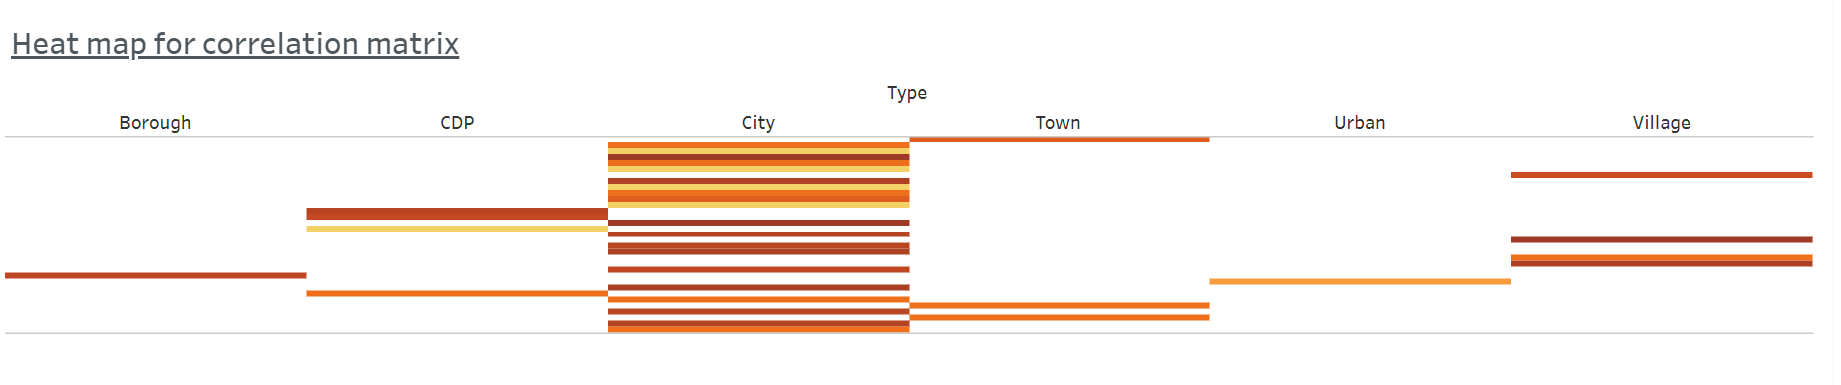 Heat map for correlation matrix
Type
Borough CDP City Town Urban Village